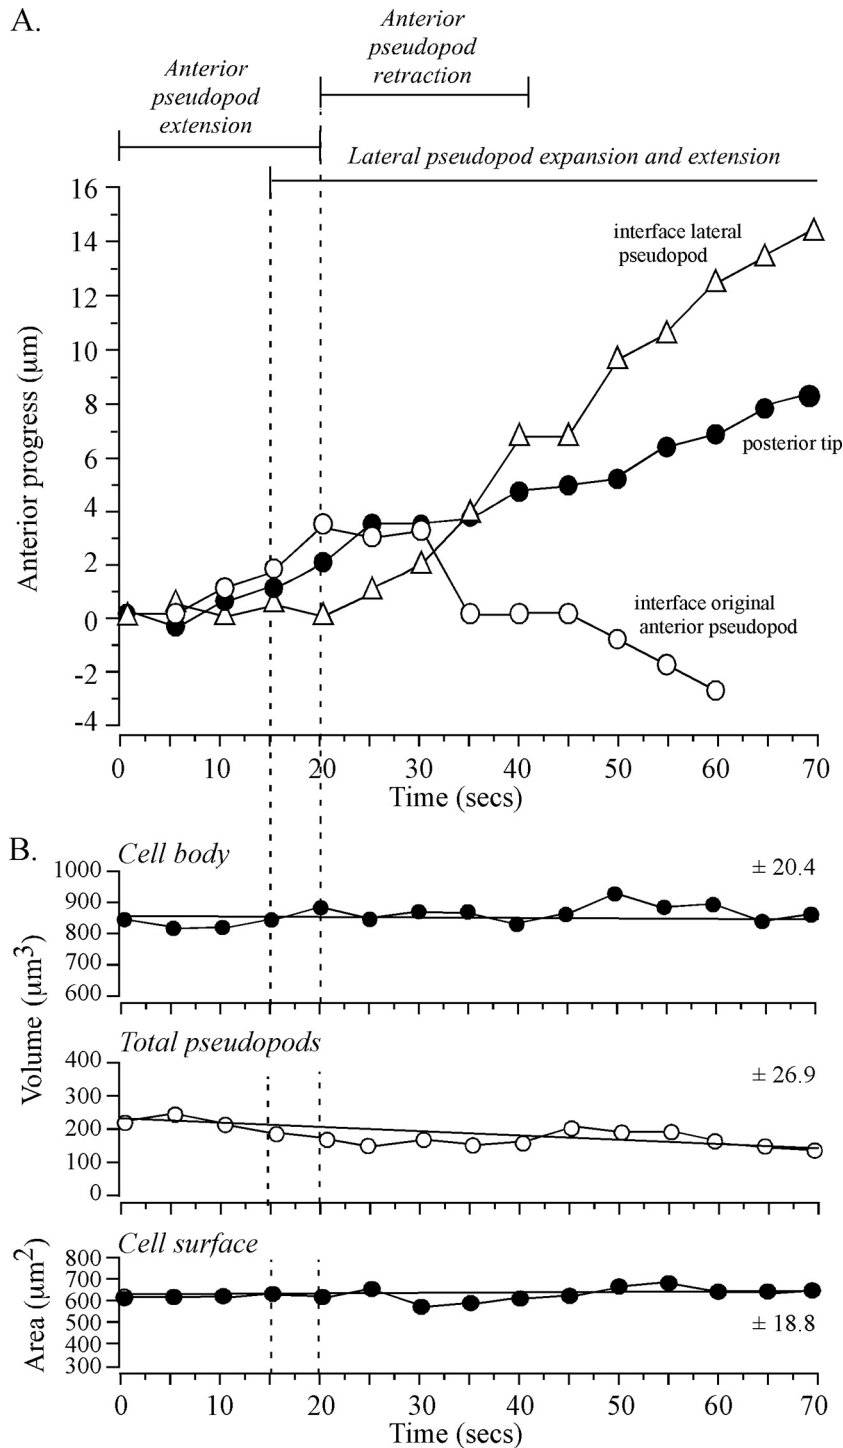 A.
Anterior
pseudopod
retraction
Anterior
pseudopod
extension
Lateral pseudopod expansion and extension
16
14
12
10
8
6
4
2
0
-2
-4
Anterior progress (μm)
interface lateral
pseudopod
posterior tip
interface original
anterior pseudopod
0 10 20 30 40 50 60 70
Time (secs)
B.
Cell body
± 20.4
1000
900
800
700
600
Volume (μm³)
Total pseudopods
± 26.9
400
300
200
100
0
Cell surface
± 18.8
800
700
600
500
400
300
Area (μm²)
0 10 20 30 40 50 60 70
Time (secs)